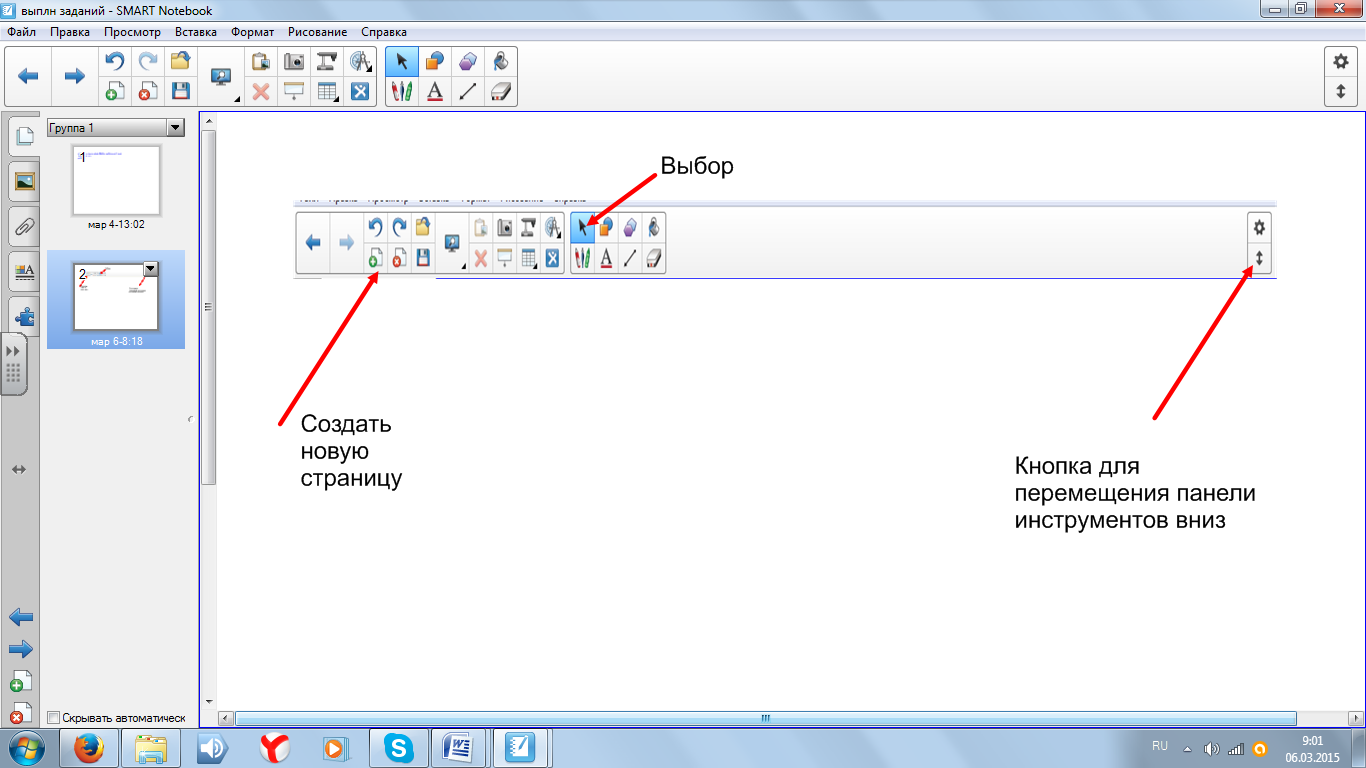 выплн заданий - SMART Notebook
Файл Правка Просмотр Вставка Формат Рисование Справка
Группа 1
1
мар 4-13:02
2
мар 6-8:18
Скрывать автоматическ
Выбор
Создать
новую
страницу
Кнопка для
перемещения панели
инструментов вниз
RU
9:01
06.03.2015